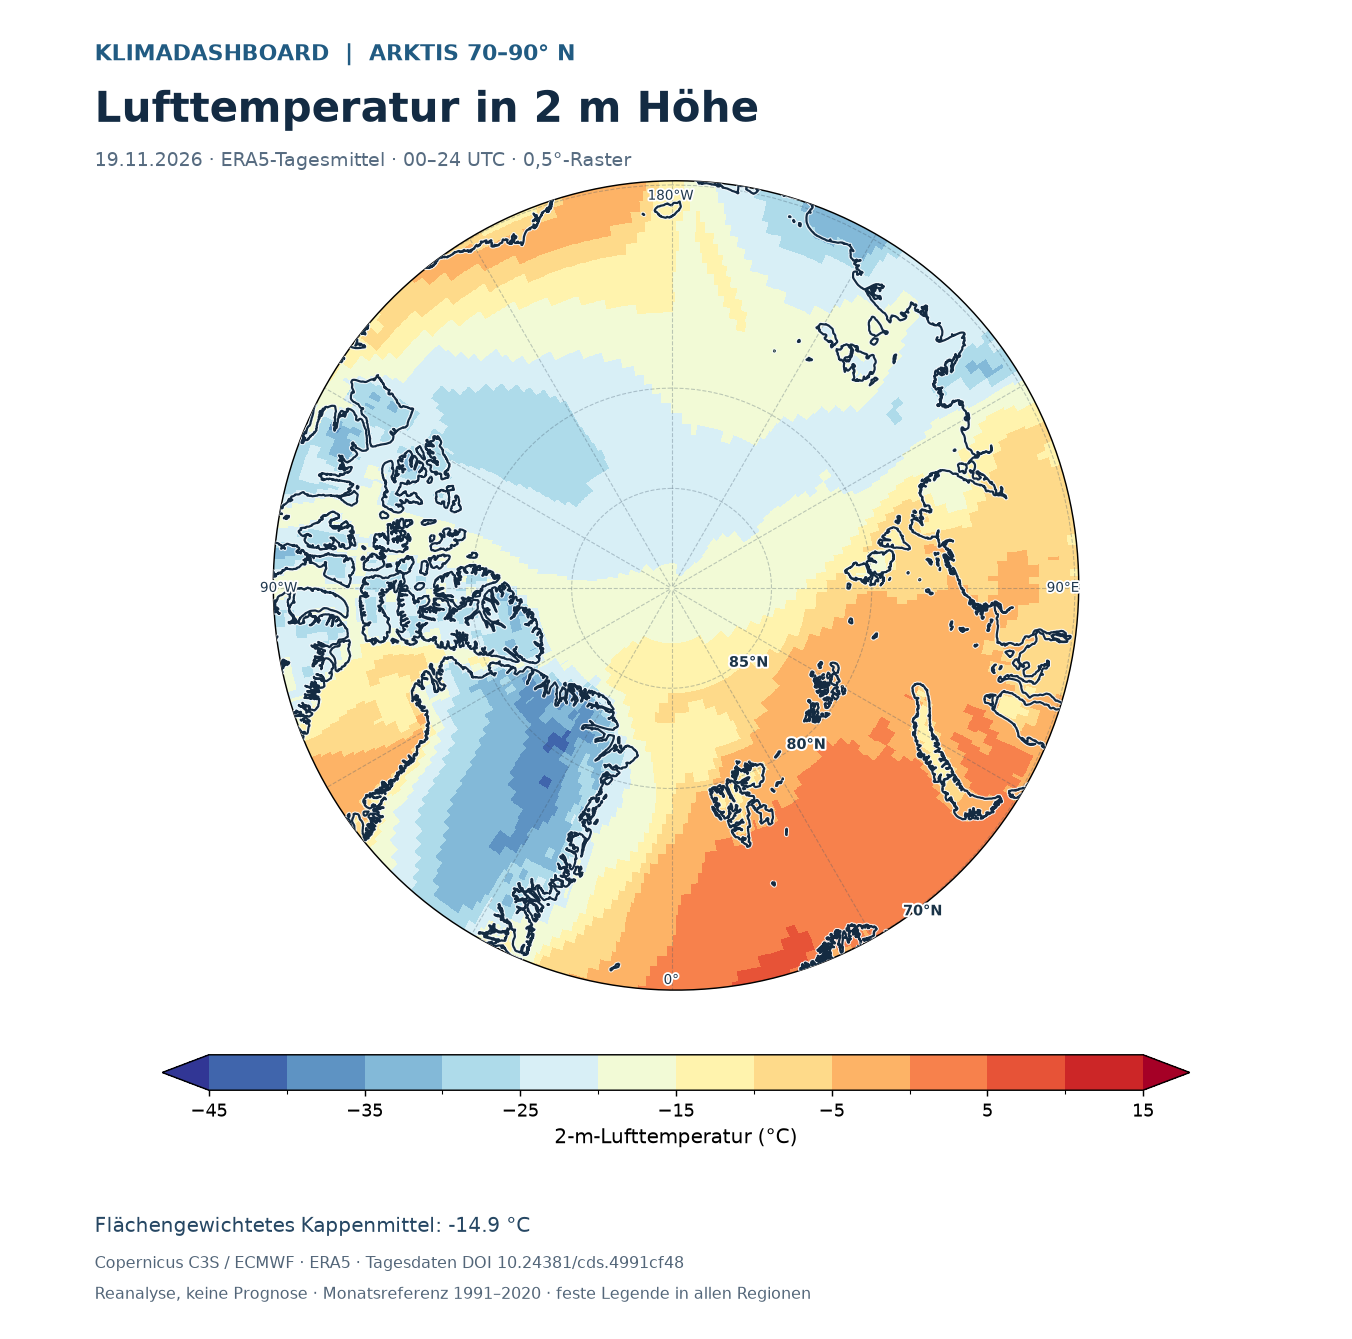 KLIMADASHBOARD | ARKTIS 70–90° N
Lufttemperatur in 2 m Höhe
19.11.2026 · ERA5-Tagesmittel · 00–24 UTC · 0,5°-Raster
180°W
90°W
90°E
85°N
80°N
70°N
0°
−45 −35 −25 −15 −5 5 15
2-m-Lufttemperatur (°C)
Flächengewichtetes Kappenmittel: -14.9 °C
Copernicus C3S / ECMWF · ERA5 · Tagesdaten DOI 10.24381/cds.4991cf48
Reanalyse, keine Prognose · Monatsreferenz 1991–2020 · feste Legende in allen Regionen